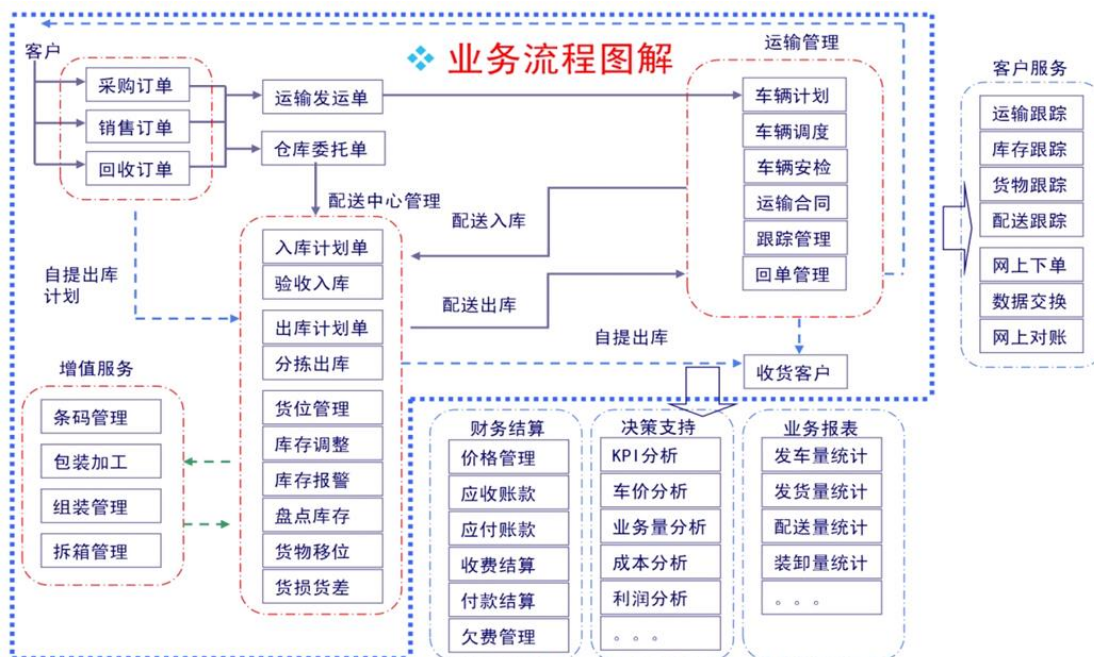 业务流程图解
客户
采购订单
销售订单
回收订单
运输发运单
仓库委托单
运输管理
车辆计划
车辆调度
车辆安检
运输合同
跟踪管理
回单管理
客户服务
运输跟踪
库存跟踪
货物跟踪
配送跟踪
网上下单
数据交换
网上对账
配送中心管理
入库计划单
验收入库
出库计划单
分拣出库
货位管理
库存调整
库存报警
盘点库存
货物移位
货损货差
配送入库
配送出库
自提出库
计划
自提出库
收货客户
增值服务
条码管理
包装加工
组装管理
拆箱管理
财务结算
价格管理
应收账款
应付账款
收费结算
付款结算
欠费管理
决策支持
KPI分析
车价分析
业务量分析
成本分析
利润分析
。。。
业务报表
发车量统计
发货量统计
配送量统计
装卸量统计
。。。